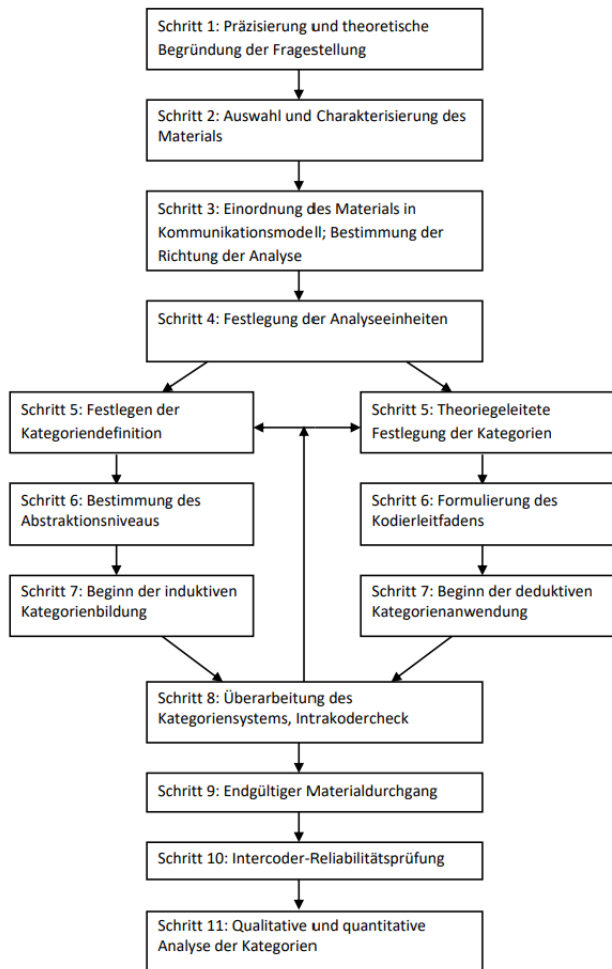 Schritt 1: Präzisierung und theoretische
Begründung der Fragestellung
Schritt 2: Auswahl und Charakterisierung des
Materials
Schritt 3: Einordnung des Materials in
Kommunikationsmodell; Bestimmung der
Richtung der Analyse
Schritt 4: Festlegung der Analyseeinheiten
Schritt 5: Festlegen der
Kategoriendefinition
Schritt 5: Theoriegeleitete
Festlegung der Kategorien
Schritt 6: Bestimmung des
Abstraktionsniveaus
Schritt 6: Formulierung des
Kodierleitfadens
Schritt 7: Beginn der induktiven
Kategorienbildung
Schritt 7: Beginn der deduktiven
Kategorienanwendung
Schritt 8: Überarbeitung des
Kategoriensystems, Intrakodercheck
Schritt 9: Endgültiger Materialdurchgang
Schritt 10: Intercoder-Reliabilitätsprüfung
Schritt 11: Qualitative und quantitative
Analyse der Kategorien